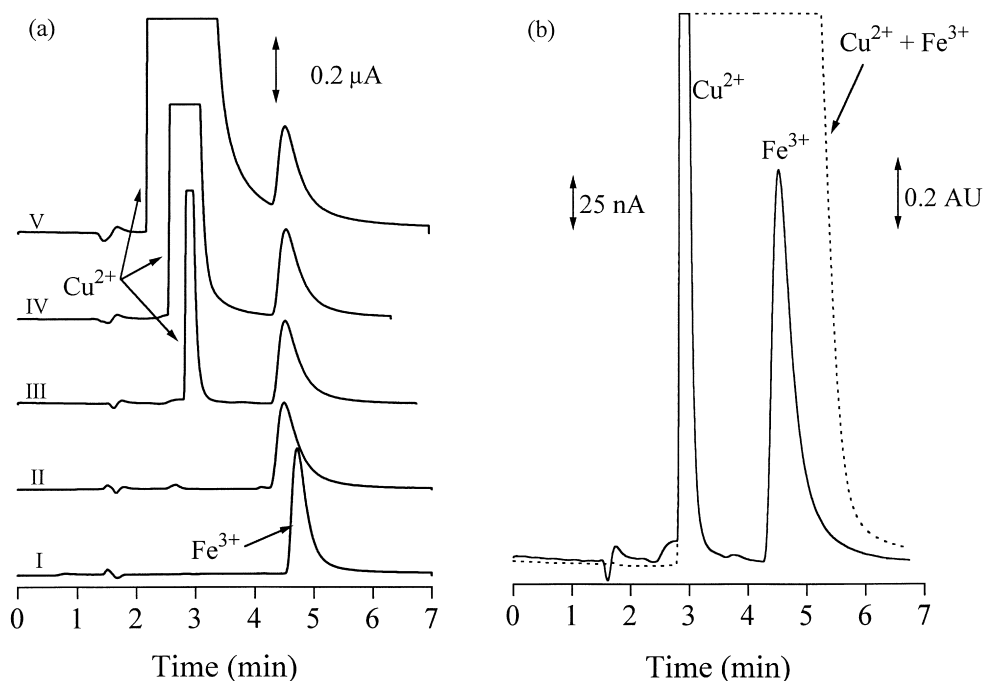 (a)
0.2 µA
V
Cu²⁺
IV
III
II
Fe³⁺
I
0 1 2 3 4 5 6 7
Time (min)
(b)
Cu²⁺ + Fe³⁺
Cu²⁺
Fe³⁺
25 nA
0.2 AU
0 1 2 3 4 5 6 7
Time (min)